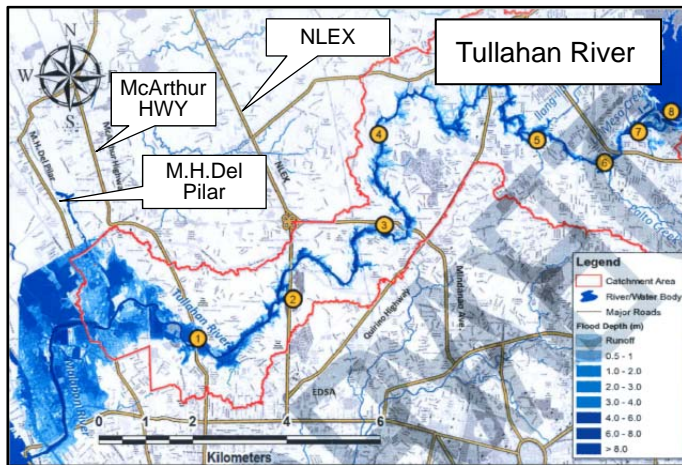 Tullahan River
NLEX
McArthur
HWY
M.H.Del
Pilar
N
W
E
S
M.H.Del Pilar
NLEX
Tullahan River
Quirino Highway
Mindanao Ave.
EDSA
1
2
3
4
5
6
7
8
0 1 2 4 6
Kilometers
Legend
Catchment Area
River/Water Body
Major Roads
Flood Depth (m)
Runoff
0.5 - 1
1.0 - 2.0
2.0 - 3.0
3.0 - 4.0
4.0 - 6.0
6.0 - 8.0
> 8.0